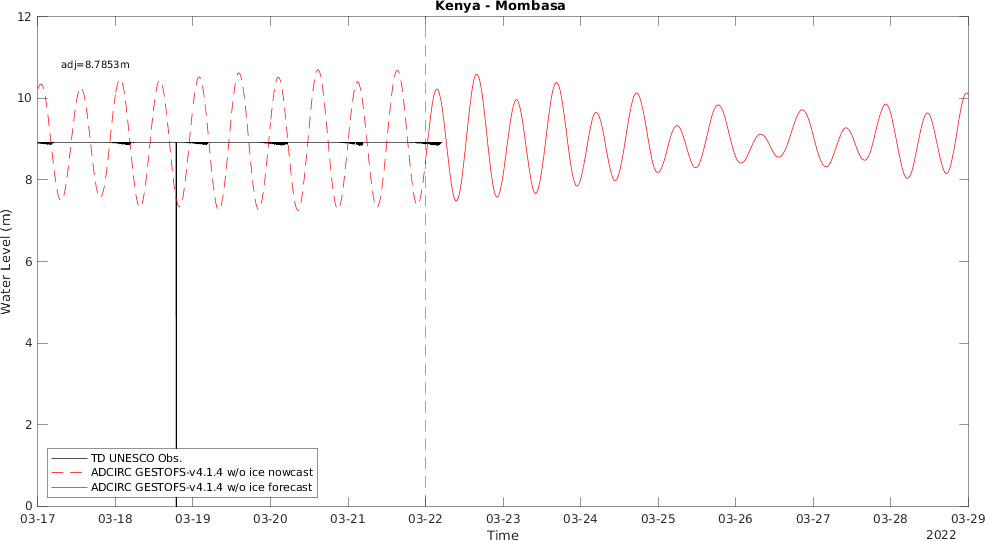 Kenya - Mombasa
12
adj=8.7853m
10
8
6
4
2
0
Water Level (m)
TD UNESCO Obs.
ADCIRC GESTOFS-v4.1.4 w/o ice nowcast
ADCIRC GESTOFS-v4.1.4 w/o ice forecast
03-17 03-18 03-19 03-20 03-21 03-22 03-23 03-24 03-25 03-26 03-27 03-28 03-29
Time
2022